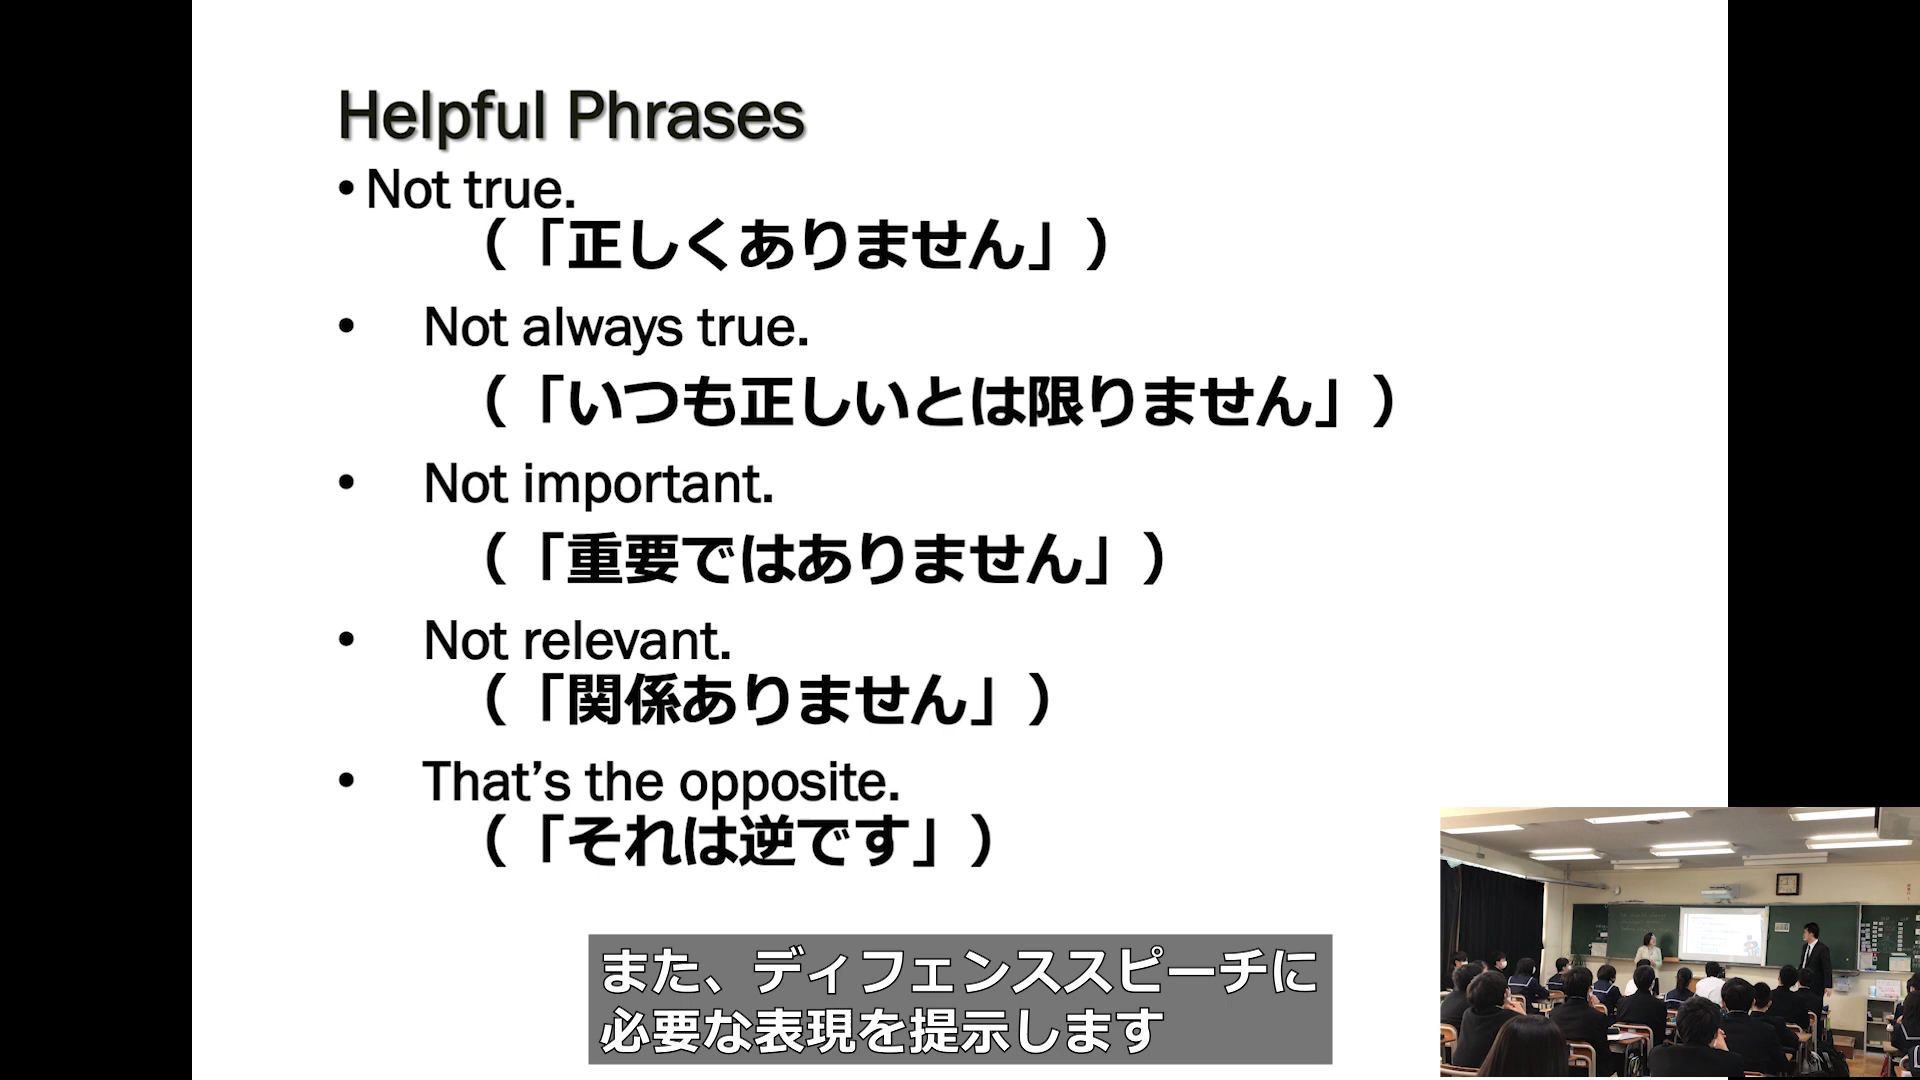 Helpful Phrases
• Not true.
（「正しくありません」）
• Not always true.
（「いつも正しいとは限りません」）
• Not important.
（「重要ではありません」）
• Not relevant.
（「関係ありません」）
• That’s the opposite.
（「それは逆です」）
また、ディフェンススピーチに
必要な表現を提示します